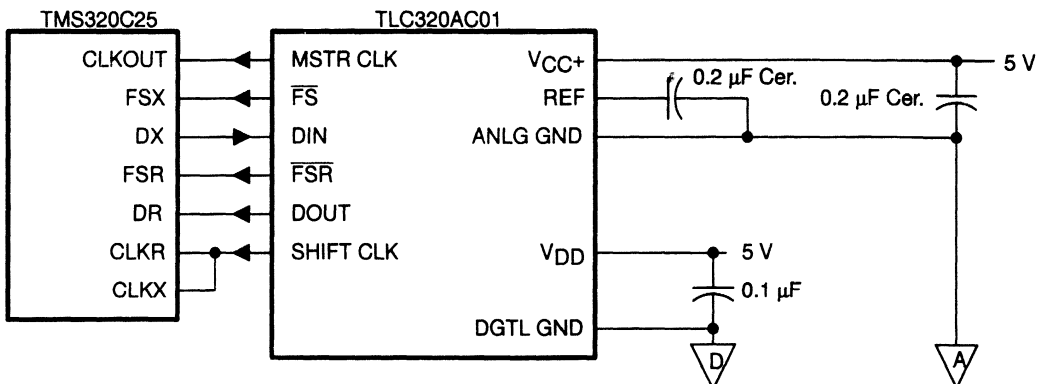 TMS320C25
TLC320AC01
CLKOUT
FSX
DX
FSR
DR
CLKR
CLKX
MSTR CLK
FS
DIN
FSR
DOUT
SHIFT CLK
VCC+
REF
ANLG GND
VDD
DGTL GND
0.2 µF Cer.
0.2 µF Cer.
5 V
5 V
0.1 µF
D
A